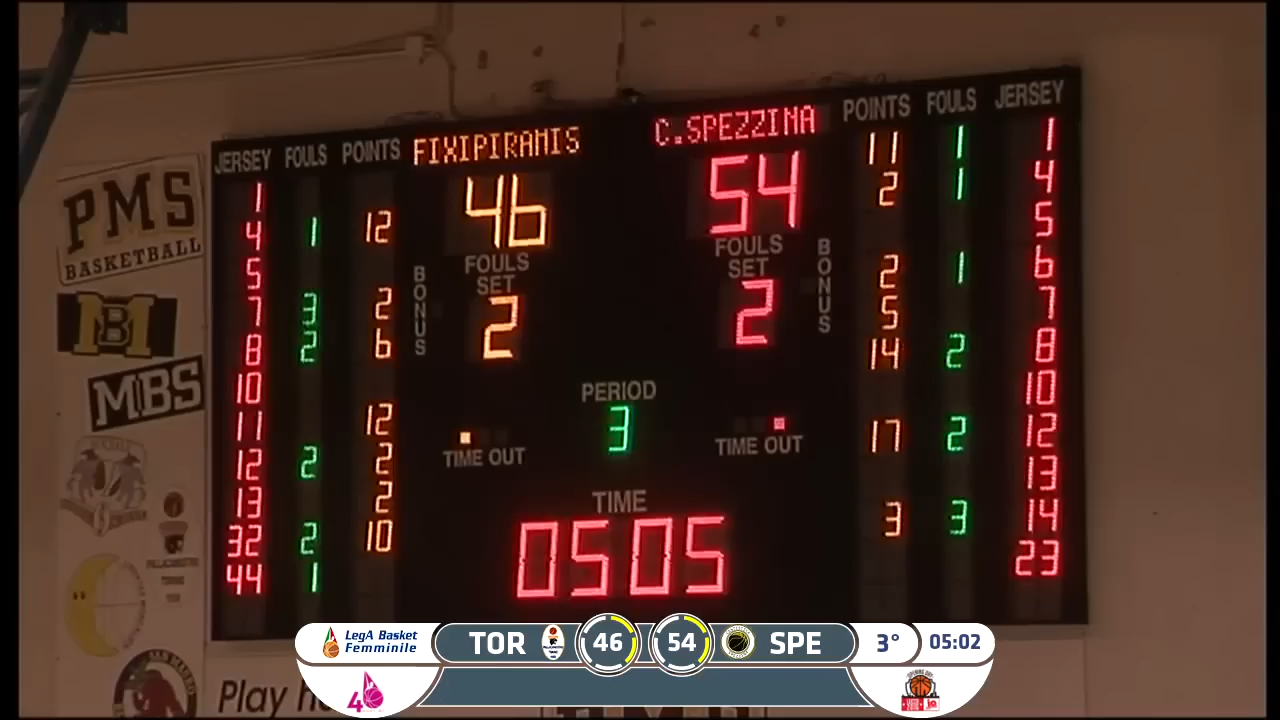 JERSEY FOULS POINTS FIXIPIRAMIS C.SPEZZINA POINTS FOULS JERSEY
1 46 54 11 1 1
4 1 12 2 1 4
5 FOULS SET FOULS SET 5
7 3 2 BONUS 2 2 BONUS 2 1 6
8 2 6 5 7
10 PERIOD 14 2 8
11 12 3 10
12 2 2 TIME OUT TIME OUT 17 2 12
13 2 TIME 13
32 2 10 0505 3 3 14
44 1 23
PMS
BASKETBALL
MB
MBS
Play
LegA Basket
Femminile
TOR 46 54 SPE 3° 05:02
4